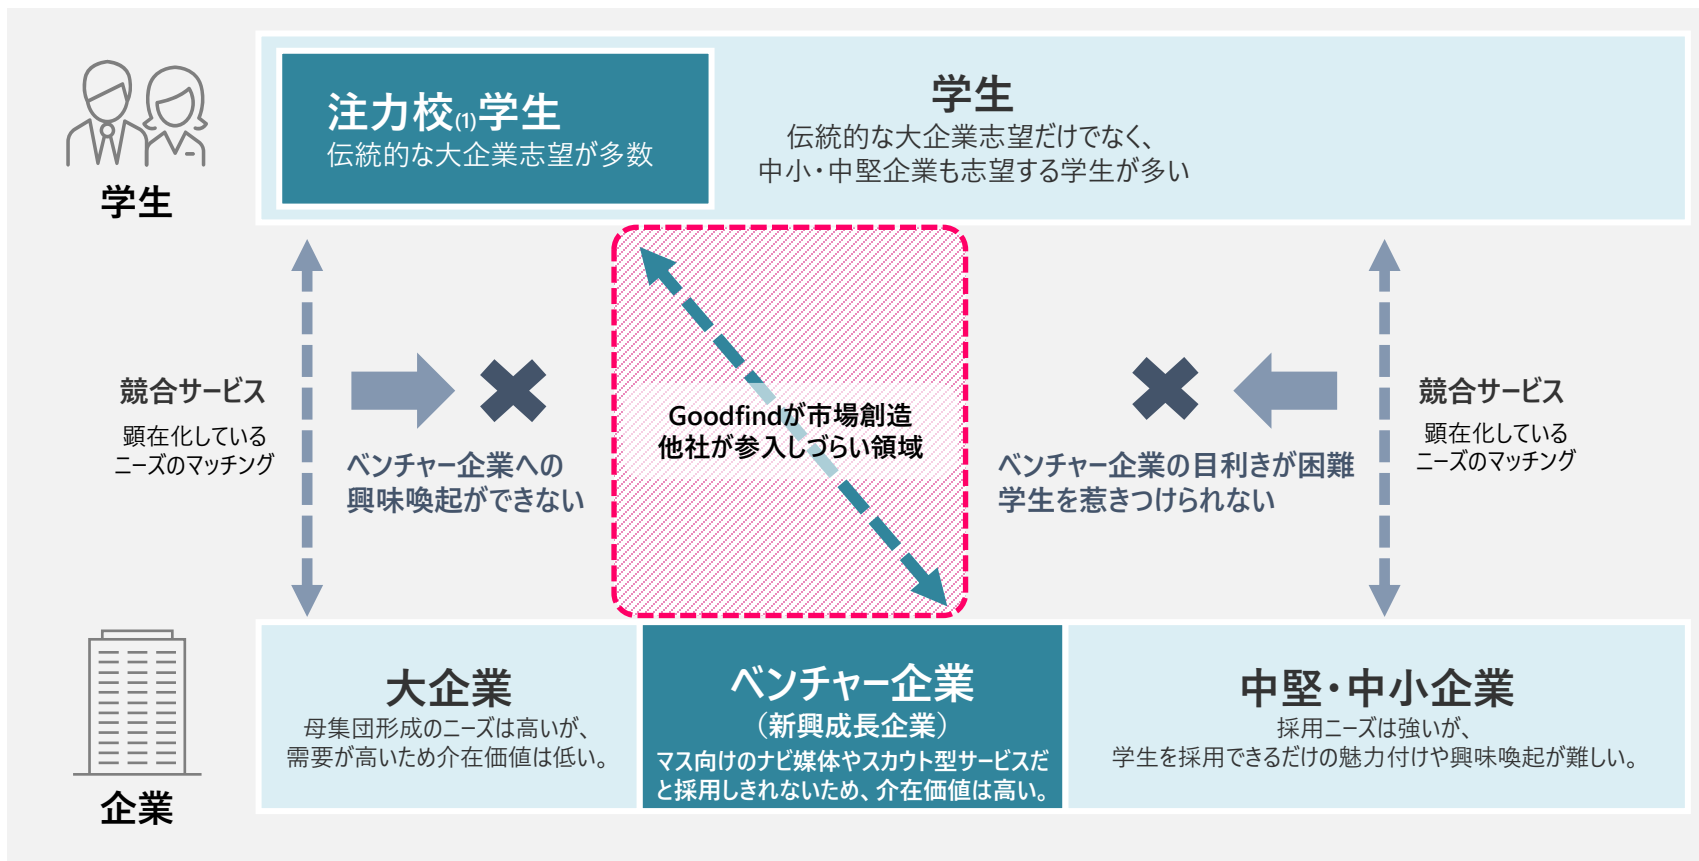 学生
注力校(1)学生
伝統的な大企業志望が多数
学生
伝統的な大企業志望だけでなく、
中小・中堅企業も志望する学生が多い
競合サービス
顕在化している
ニーズのマッチング
ベンチャー企業への
興味喚起ができない
Goodfindが市場創造
他社が参入しづらい領域
ベンチャー企業の目利きが困難
学生を惹きつけられない
競合サービス
顕在化している
ニーズのマッチング
企業
大企業
母集団形成のニーズは高いが、
需要が高いため介在価値は低い。
ベンチャー企業
（新興成長企業）
マス向けのナビ媒体やスカウト型サービスだ
と採用しきれないため、介在価値は高い。
中堅・中小企業
採用ニーズは強いが、
学生を採用できるだけの魅力付けや興味喚起が難しい。